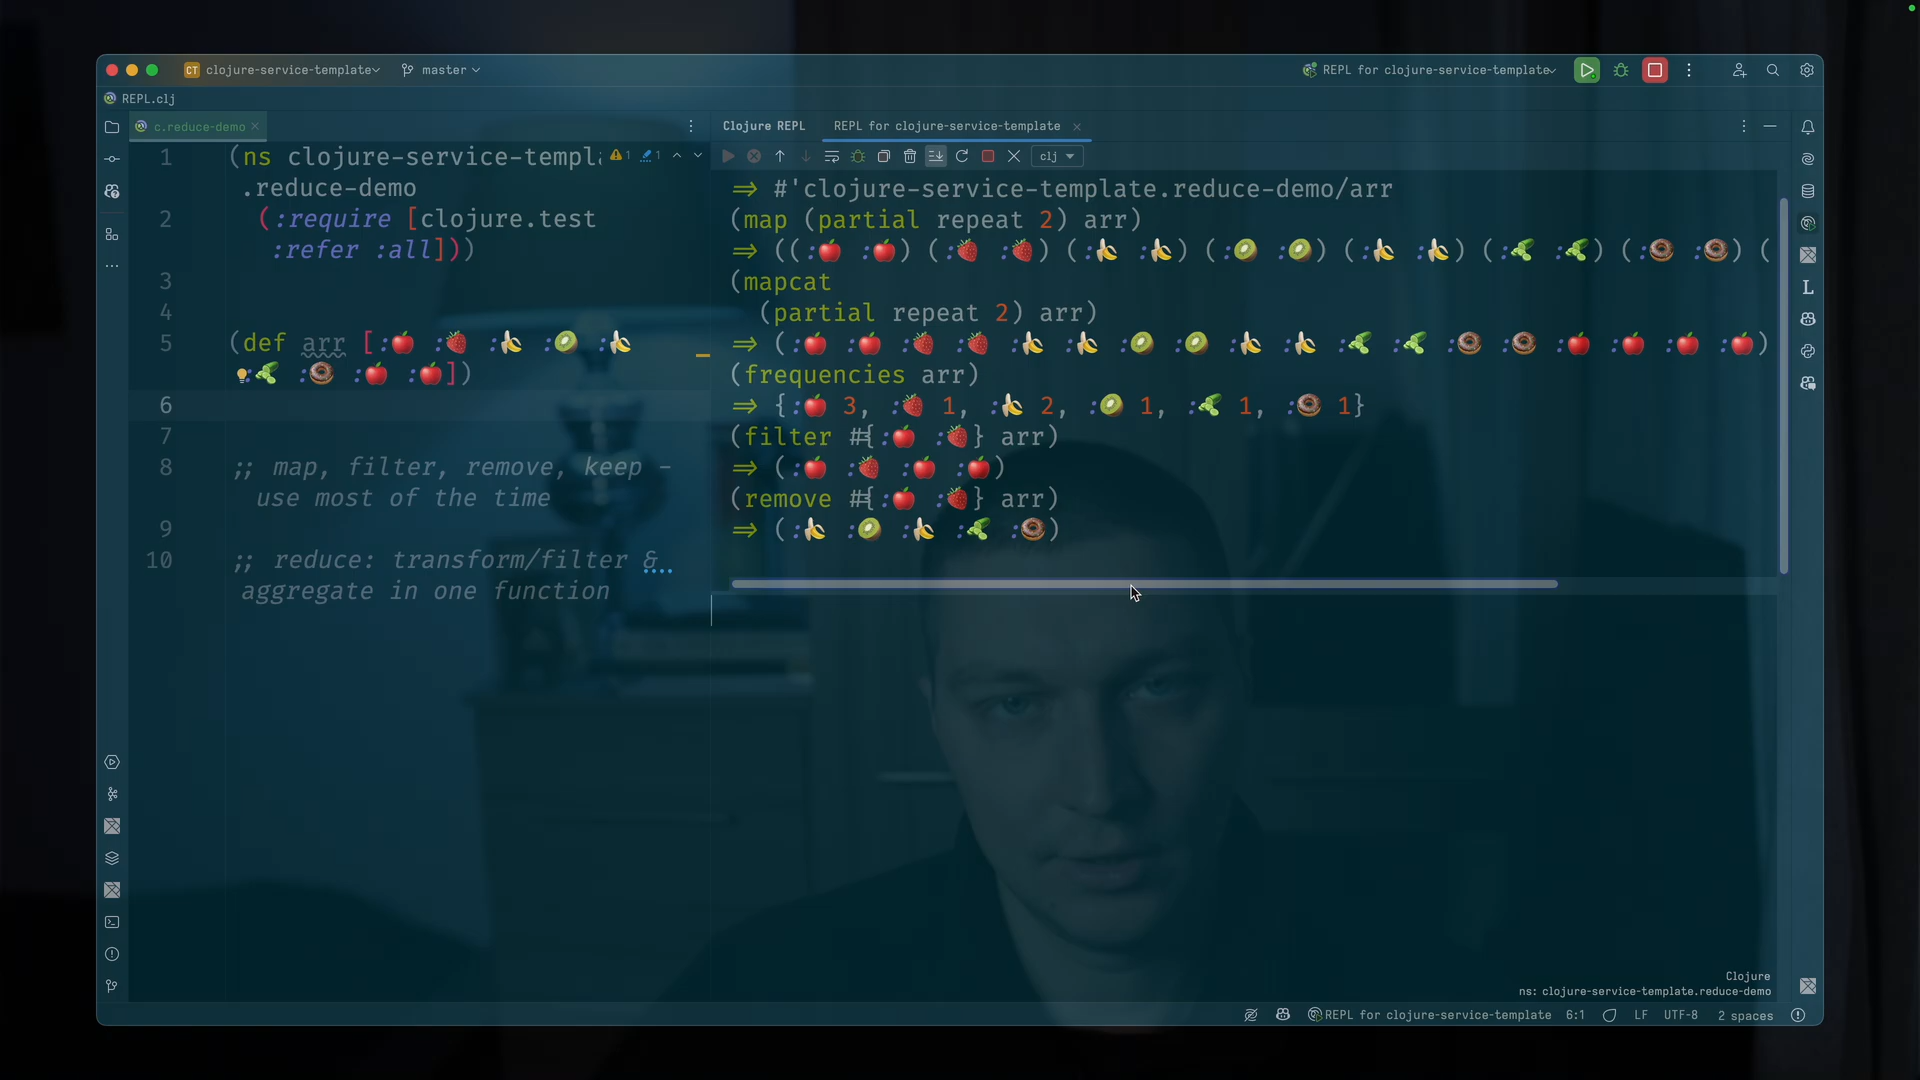 CT clojure-service-template master REPL for clojure-service-template
REPL.clj
c.reduce-demo
Clojure REPL REPL for clojure-service-template
1 (ns clojure-service-templ
.reduce-demo
2 (:require [clojure.test
:refer :all]))
3
4
5 (def arr [:🍎 :🍓 :🍌 :🥝 :🍌
:🥒 :🍩 :🍎 :🍎])
6
7
8 ;; map, filter, remove, keep -
use most of the time
9
10 ;; reduce: transform/filter &
aggregate in one function
1 1
clj
=> #'clojure-service-template.reduce-demo/arr
(map (partial repeat 2) arr)
=> ((:🍎 :🍎) (:🍓 :🍓) (:🍌 :🍌) (:🥝 :🥝) (:🍌 :🍌) (:🥒 :🥒) (:🍩 :🍩) (
(mapcat
(partial repeat 2) arr)
=> (:🍎 :🍎 :🍓 :🍓 :🍌 :🍌 :🥝 :🥝 :🍌 :🍌 :🥒 :🥒 :🍩 :🍩 :🍎 :🍎 :🍎 :🍎)
(frequencies arr)
=> {:🍎 3, :🍓 1, :🍌 2, :🥝 1, :🥒 1, :🍩 1}
(filter #{:🍎 :🍓} arr)
=> (:🍎 :🍓 :🍎 :🍎)
(remove #{:🍎 :🍓} arr)
=> (:🍌 :🥝 :🍌 :🥒 :🍩)
L
Clojure
ns: clojure-service-template.reduce-demo
REPL for clojure-service-template 6:1 LF UTF-8 2 spaces